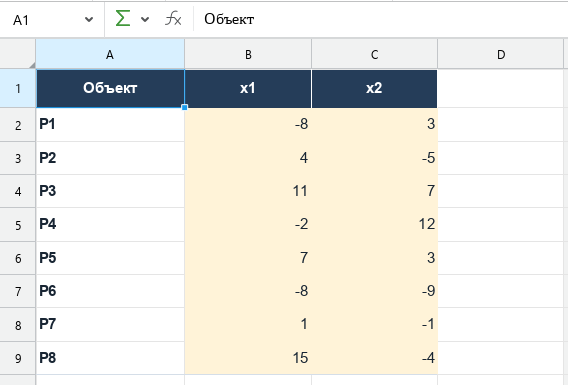 A1 Σ fx Объект
A B C D
1 Объект x1 x2
2 P1 -8 3
3 P2 4 -5
4 P3 11 7
5 P4 -2 12
6 P5 7 3
7 P6 -8 -9
8 P7 1 -1
9 P8 15 -4